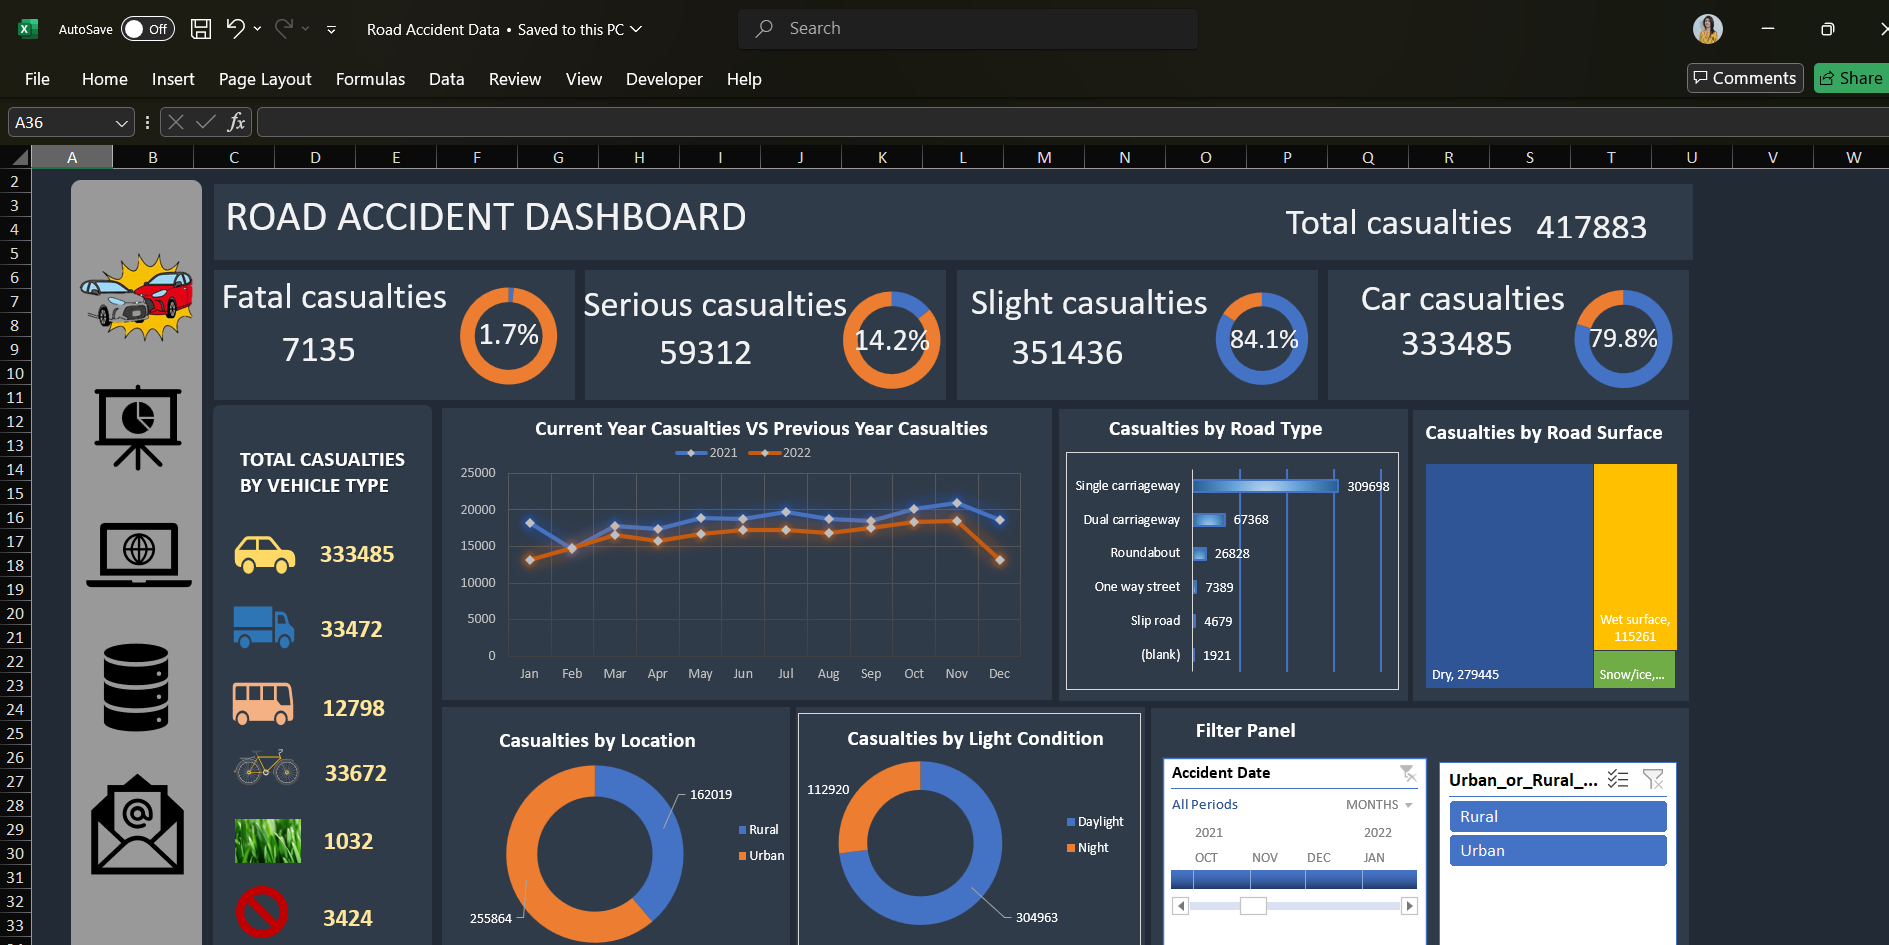 AutoSave Off Road Accident Data • Saved to this PC Search
File Home Insert Page Layout Formulas Data Review View Developer Help Comments Share
A36 fx
A B C D E F G H I J K L M N O P Q R S T U V W
2
3
4
5
6
7
8
9
10
11
12
13
14
15
16
17
18
19
20
21
22
23
24
25
26
27
28
29
30
31
32
33
ROAD ACCIDENT DASHBOARD
Total casualties 417883
Fatal casualties
7135
1.7%
Serious casualties
59312
14.2%
Slight casualties
351436
84.1%
Car casualties
333485
79.8%
TOTAL CASUALTIES
BY VEHICLE TYPE
333485
33472
12798
33672
1032
3424
Current Year Casualties VS Previous Year Casualties
2021 2022
25000
20000
15000
10000
5000
0
Jan Feb Mar Apr May Jun Jul Aug Sep Oct Nov Dec
Casualties by Road Type
Single carriageway 309698
Dual carriageway 67368
Roundabout 26828
One way street 7389
Slip road 4679
(blank) 1921
Casualties by Road Surface
Wet surface,
115261
Dry, 279445
Snow/ice,...
Casualties by Location
162019
Rural
Urban
255864
Casualties by Light Condition
112920
Daylight
Night
304963
Filter Panel
Accident Date
All Periods MONTHS
2021 2022
OCT NOV DEC JAN
Urban_or_Rural_...
Rural
Urban